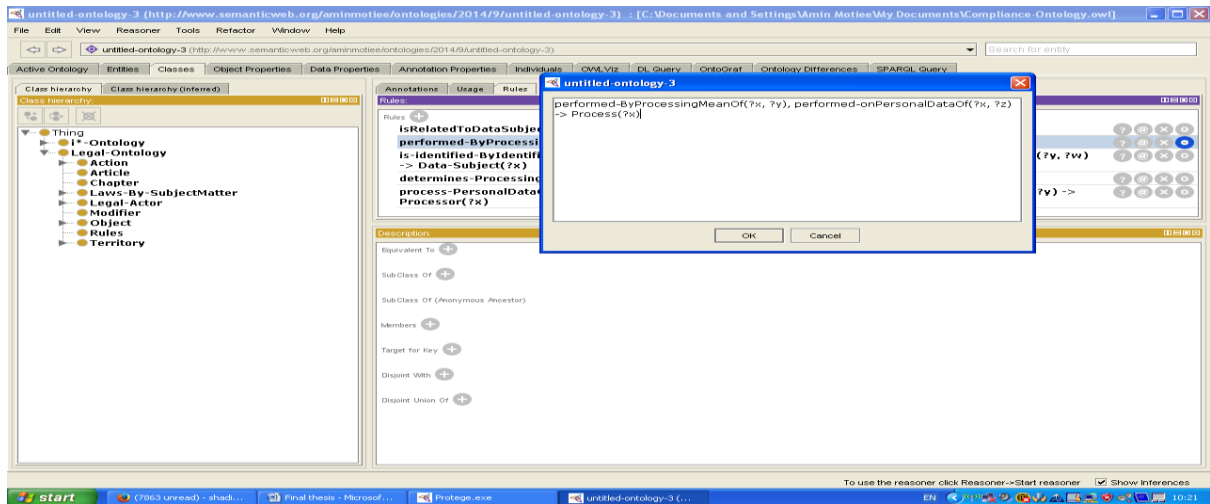 untitled-ontology-3 (http://www.semanticweb.org/aminmotiee/ontologies/2014/9/untitled-ontology-3) : [C:\Documents and Settings\Amin Motiee\My Documents\Compliance-Ontology.owl]
File Edit View Reasoner Tools Refactor Window Help
untitled-ontology-3 (http://www.semanticweb.org/aminmotiee/ontologies/2014/9/untitled-ontology-3)
Search for entity
Active Ontology Entities Classes Object Properties Data Properties Annotation Properties Individuals OWLViz DL Query OntoGraf Ontology Differences SPARQL Query
Class hierarchy Class hierarchy (inferred)
Class hierarchy:
Thing
i*-Ontology
Legal-Ontology
Action
Article
Chapter
Laws-By-SubjectMatter
Legal-Actor
Modifier
Object
Rules
Territory
Annotations Usage Rules
Rules:
Rules
isRelatedToDataSubje
performed-ByProcessi
is-identified-ByIdentifi
(?y, ?w)
-> Data-Subject(?x)
determines-Processing
process-PersonalData
?y) ->
Processor(?x)
untitled-ontology-3
performed-ByProcessingMeanOf(?x, ?y), performed-onPersonalDataOf(?x, ?z)
-> Process(?x)
OK Cancel
Description:
Equivalent To
SubClass Of
SubClass Of (Anonymous Ancestor)
Members
Target for Key
Disjoint With
Disjoint Union Of
To use the reasoner click Reasoner->Start reasoner Show Inferences
start (7863 unread) - shadi... Final thesis - Microsof... Protege.exe untitled-ontology-3 (... EN 10:21